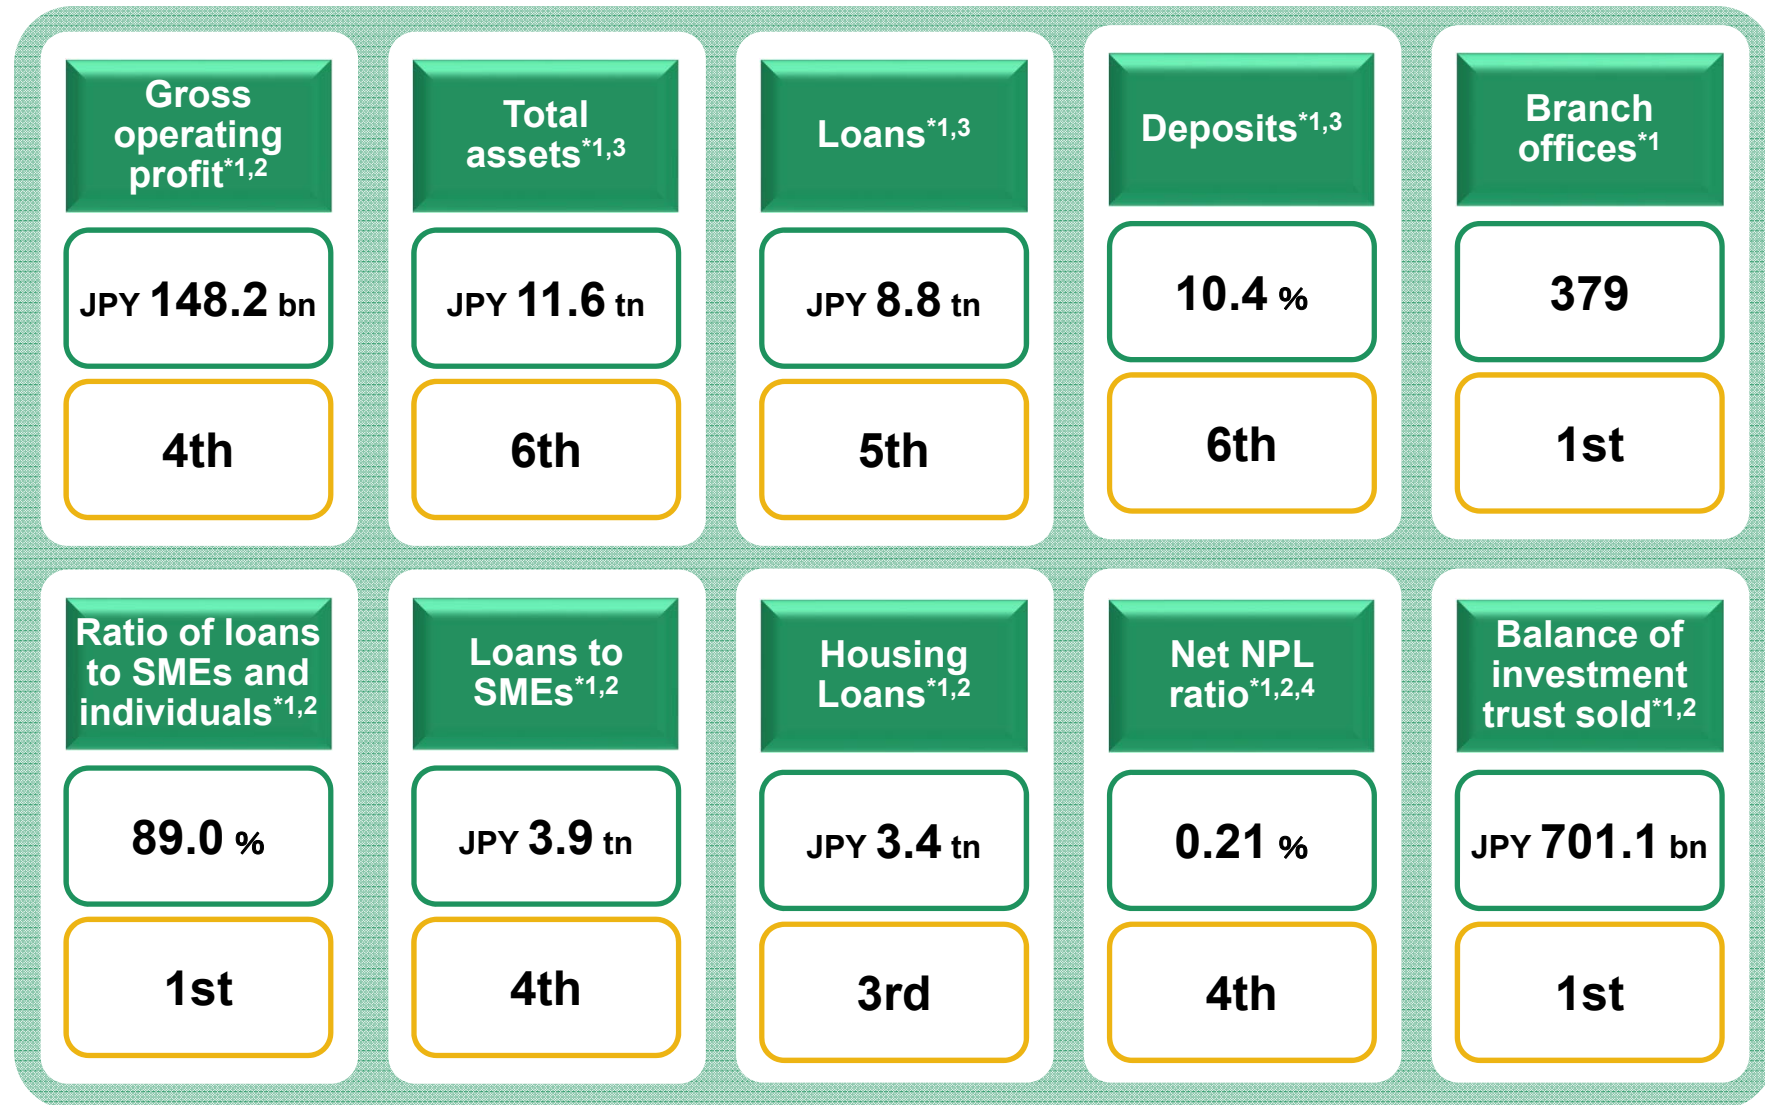 Gross
operating
profit*1,2
JPY 148.2 bn
4th
Total
assets*1,3
JPY 11.6 tn
6th
Loans*1,3
JPY 8.8 tn
5th
Deposits*1,3
10.4 %
6th
Branch
offices*1
379
1st
Ratio of loans
to SMEs and
individuals*1,2
89.0 %
1st
Loans to
SMEs*1,2
JPY 3.9 tn
4th
Housing
Loans*1,2
JPY 3.4 tn
3rd
Net NPL
ratio*1,2,4
0.21 %
4th
Balance of
investment
trust sold*1,2
JPY 701.1 bn
1st